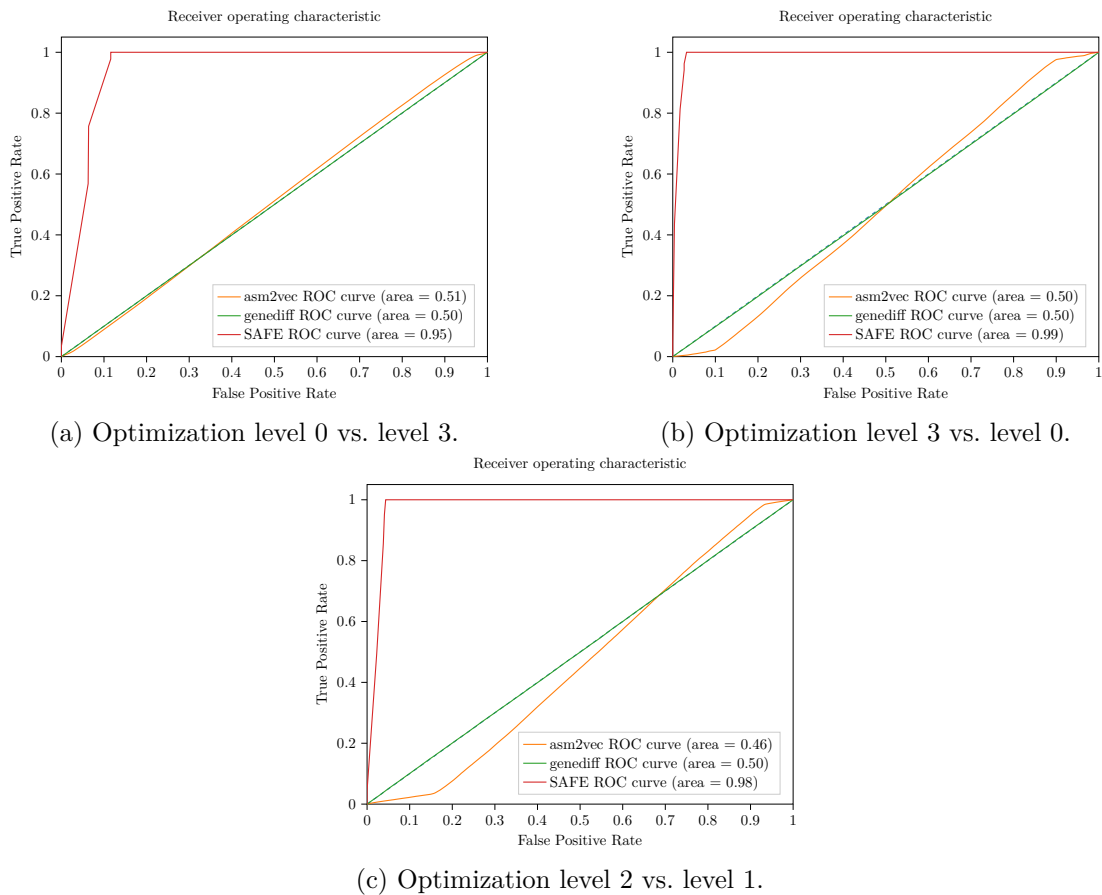 Receiver operating characteristic
1
0.8
0.6
0.4
0.2
0
True Positive Rate
asm2vec ROC curve (area = 0.51)
genediff ROC curve (area = 0.50)
SAFE ROC curve (area = 0.95)
0 0.1 0.2 0.3 0.4 0.5 0.6 0.7 0.8 0.9 1
False Positive Rate
(a) Optimization level 0 vs. level 3.
Receiver operating characteristic
1
0.8
0.6
0.4
0.2
0
True Positive Rate
asm2vec ROC curve (area = 0.50)
genediff ROC curve (area = 0.50)
SAFE ROC curve (area = 0.99)
0 0.1 0.2 0.3 0.4 0.5 0.6 0.7 0.8 0.9 1
False Positive Rate
(b) Optimization level 3 vs. level 0.
Receiver operating characteristic
1
0.8
0.6
0.4
0.2
0
True Positive Rate
asm2vec ROC curve (area = 0.46)
genediff ROC curve (area = 0.50)
SAFE ROC curve (area = 0.98)
0 0.1 0.2 0.3 0.4 0.5 0.6 0.7 0.8 0.9 1
False Positive Rate
(c) Optimization level 2 vs. level 1.